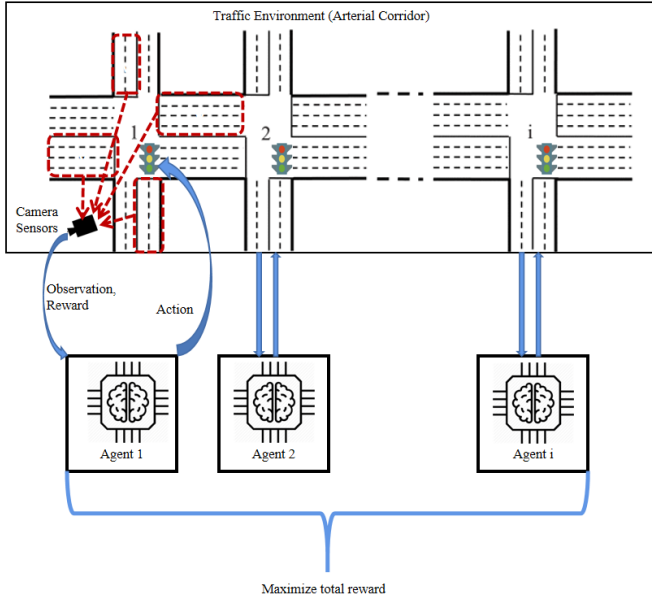 Traffic Environment (Arterial Corridor)
1
2
i
Camera
Sensors
Observation,
Reward
Action
Agent 1
Agent 2
Agent i
Maximize total reward